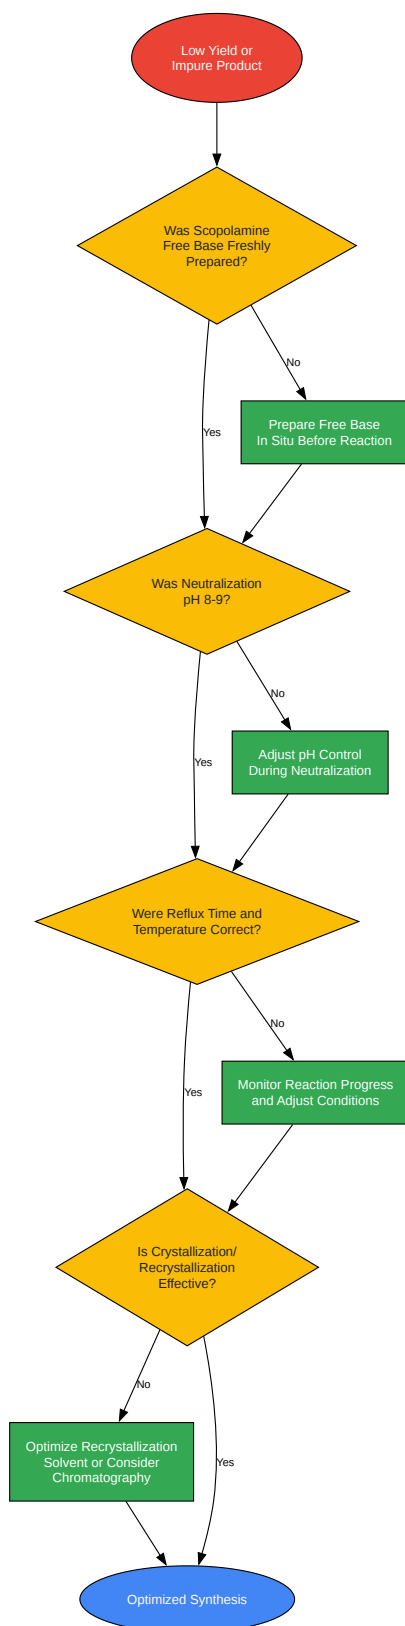 Low Yield or
Impure Product
Was Scopolamine
Free Base Freshly
Prepared?
No
Yes
Prepare Free Base
In Situ Before Reaction
Was Neutralization
pH 8-9?
No
Yes
Adjust pH Control
During Neutralization
Were Reflux Time and
Temperature Correct?
No
Yes
Monitor Reaction Progress
and Adjust Conditions
Is Crystallization/
Recrystallization
Effective?
No
Optimize Recrystallization
Solvent or Consider
Chromatography
Yes
Optimized Synthesis